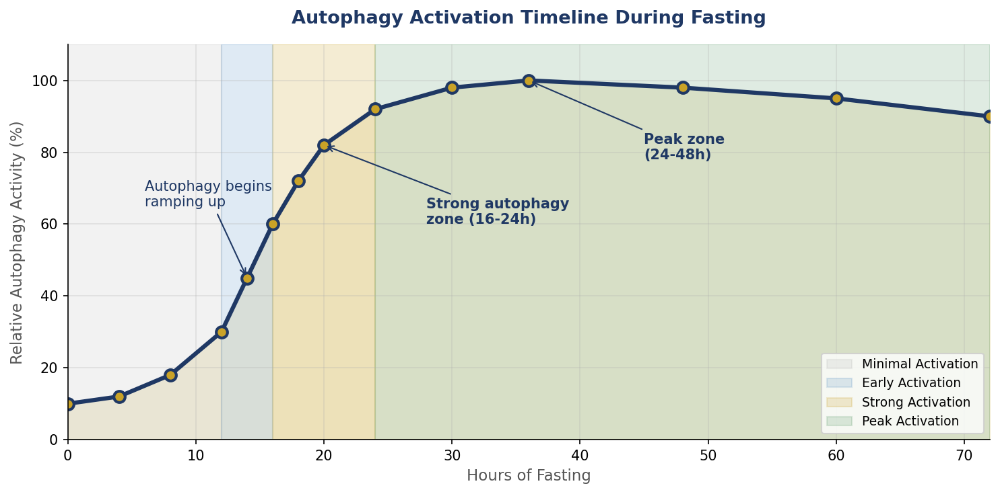 Autophagy Activation Timeline During Fasting
Relative Autophagy Activity (%)
100
80
60
40
20
0
Autophagy begins
ramping up
Strong autophagy
zone (16-24h)
Peak zone
(24-48h)
Minimal Activation
Early Activation
Strong Activation
Peak Activation
0 10 20 30 40 50 60 70
Hours of Fasting